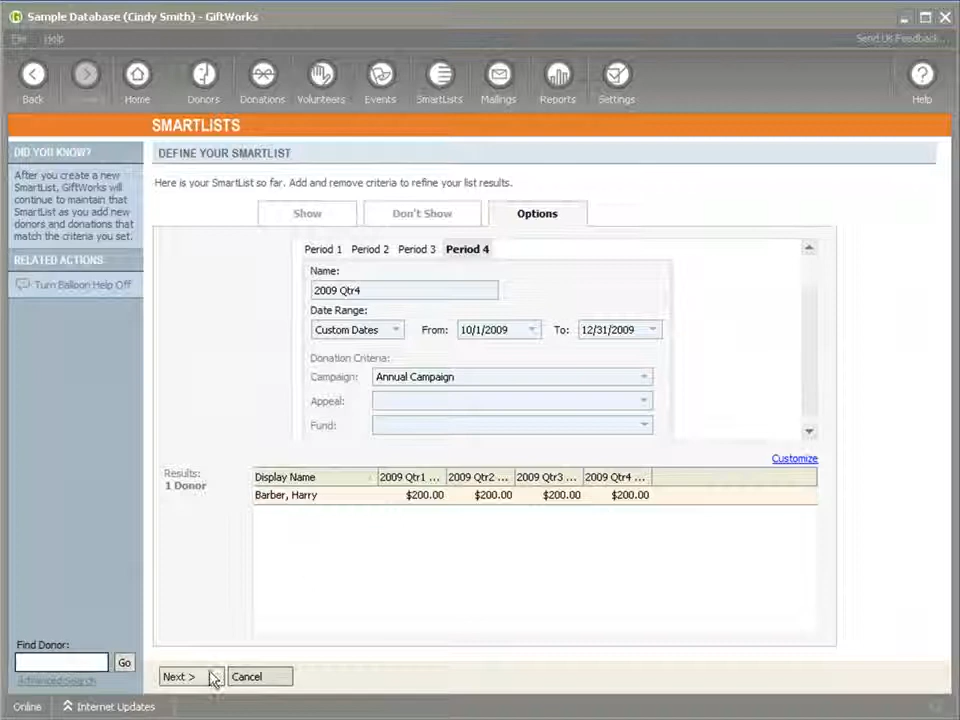 Sample Database (Cindy Smith) - GiftWorks
File Help Send Us Feedback...
Back Home Donors Donations Volunteers Events SmartLists Mailings Reports Settings Help
SMARTLISTS
DID YOU KNOW?
After you create a new
SmartList, GiftWorks will
continue to maintain that
SmartList as you add new
donors and donations that
match the criteria you set.
RELATED ACTIONS
Turn Balloon Help Off
DEFINE YOUR SMARTLIST
Here is your SmartList so far. Add and remove criteria to refine your list results.
Show Don't Show Options
Period 1 Period 2 Period 3 Period 4
Name:
2009 Qtr4
Date Range:
Custom Dates From: 10/1/2009 To: 12/31/2009
Donation Criteria:
Campaign: Annual Campaign
Appeal:
Fund:
Customize
Results:
1 Donor
Display Name 2009 Qtr1 ... 2009 Qtr2 ... 2009 Qtr3 ... 2009 Qtr4 ...
Barber, Harry $200.00 $200.00 $200.00 $200.00
Find Donor:
Go
Advanced Search
Next > Cancel
Online Internet Updates